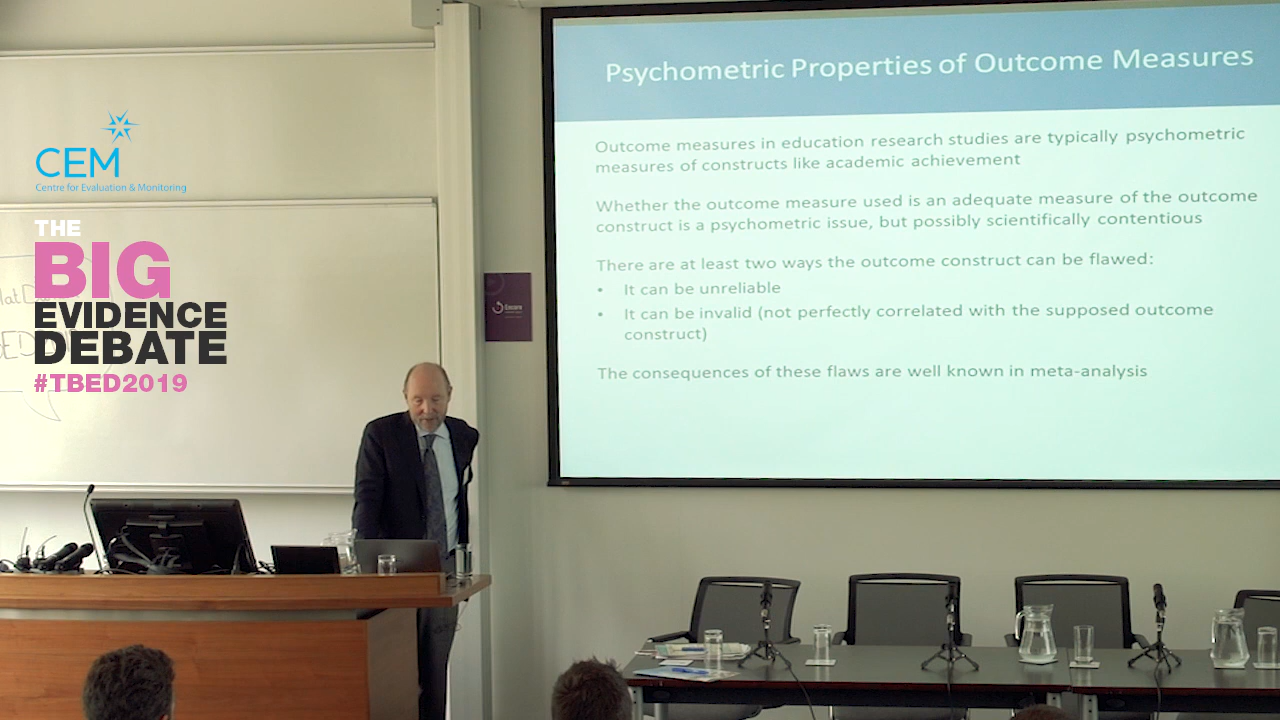 CEM
Centre for Evaluation & Monitoring
THE
BIG
EVIDENCE
DEBATE
#TBED2019
Psychometric Properties of Outcome Measures
Outcome measures in education research studies are typically psychometric
measures of constructs like academic achievement
Whether the outcome measure used is an adequate measure of the outcome
construct is a psychometric issue, but possibly scientifically contentious
There are at least two ways the outcome construct can be flawed:
• It can be unreliable
• It can be invalid (not perfectly correlated with the supposed outcome
construct)
The consequences of these flaws are well known in meta-analysis